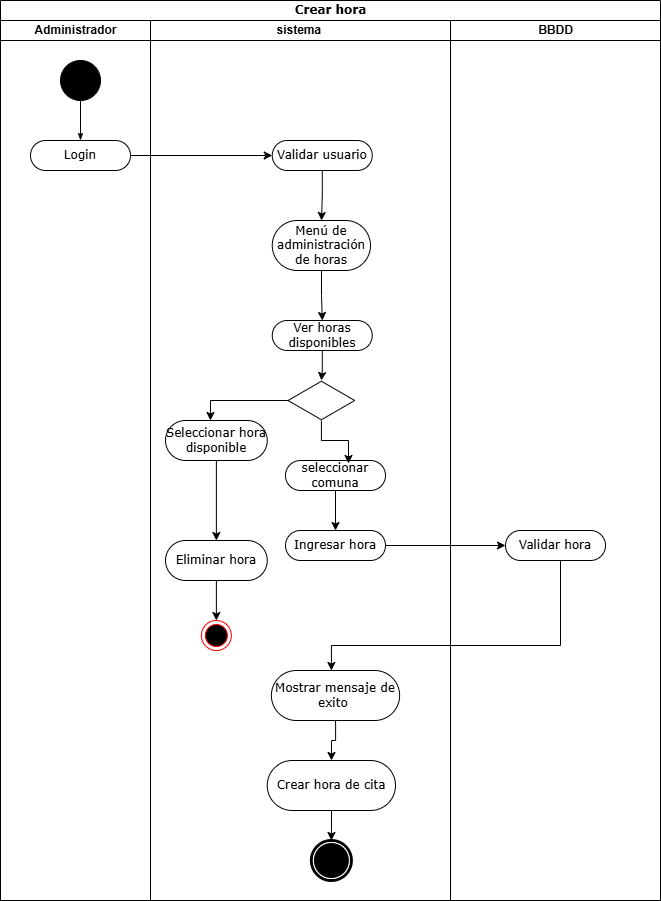 Crear hora
Administrador
sistema
BBDD
Login
Validar usuario
Menú de
administración
de horas
Ver horas
disponibles
Seleccionar hora
disponible
seleccionar
comuna
Eliminar hora
Ingresar hora
Validar hora
Mostrar mensaje de
exito
Crear hora de cita